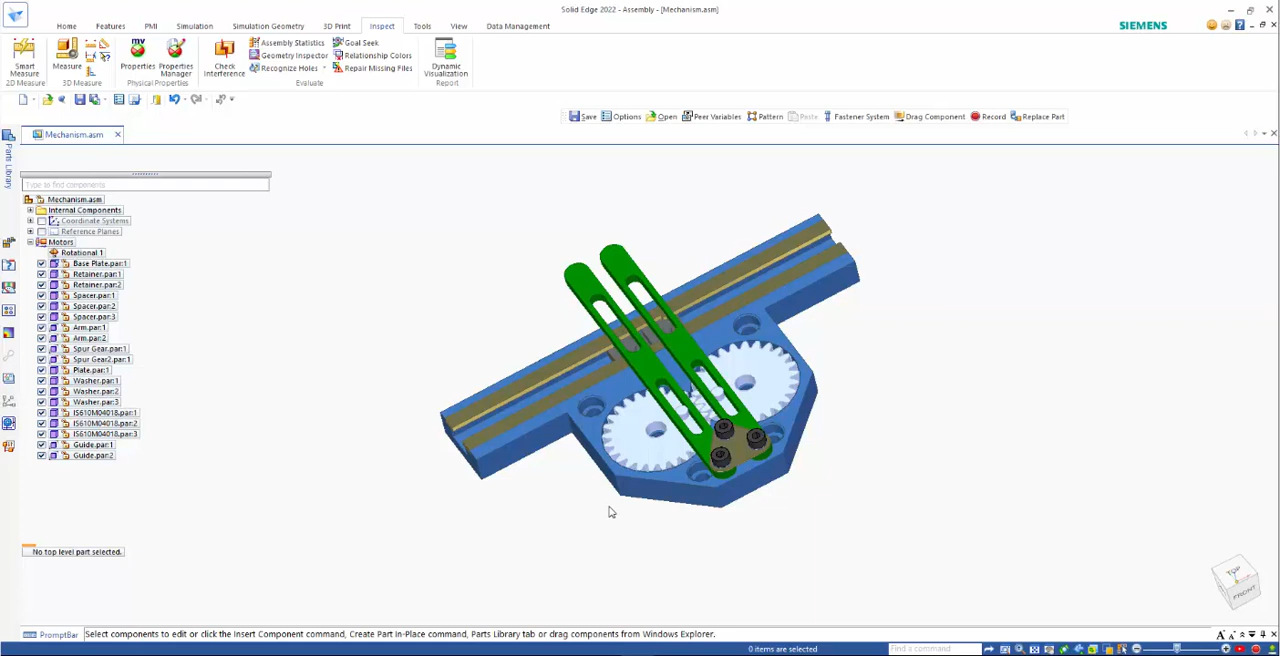 Solid Edge 2022 - Assembly - [Mechanism.asm]
Home Features PMI Simulation Simulation Geometry 3D Print Inspect Tools View Data Management
SIEMENS
Smart Measure
2D Measure
Measure
3D Measure
Properties
Properties Manager
Physical Properties
Check Interference
Assembly Statistics
Geometry Inspector
Recognize Holes
Goal Seek
Relationship Colors
Repair Missing Files
Evaluate
Dynamic Visualization
Report
Save Options Open Peer Variables Pattern Paste Fastener System Drag Component Record Replace Part
Mechanism.asm
Parts Library
Type to find components
Mechanism.asm
Internal Components
Coordinate Systems
Reference Planes
Motors
Rotational 1
Base Plate.par:1
Retainer.par:1
Retainer.par:2
Spacer.par:1
Spacer.par:2
Spacer.par:3
Arm.par:1
Arm.par:2
Spur Gear.par:1
Spur Gear2.par:1
Plate.par:1
Washer.par:1
Washer.par:2
Washer.par:3
IS610M04018.par:1
IS610M04018.par:2
IS610M04018.par:3
Guide.par:1
Guide.par:2
No top level part selected.
TOP
FRONT
PromptBar
Select components to edit or click the Insert Component command, Create Part In-Place command, Parts Library tab or drag components from Windows Explorer.
0 items are selected
Find a command